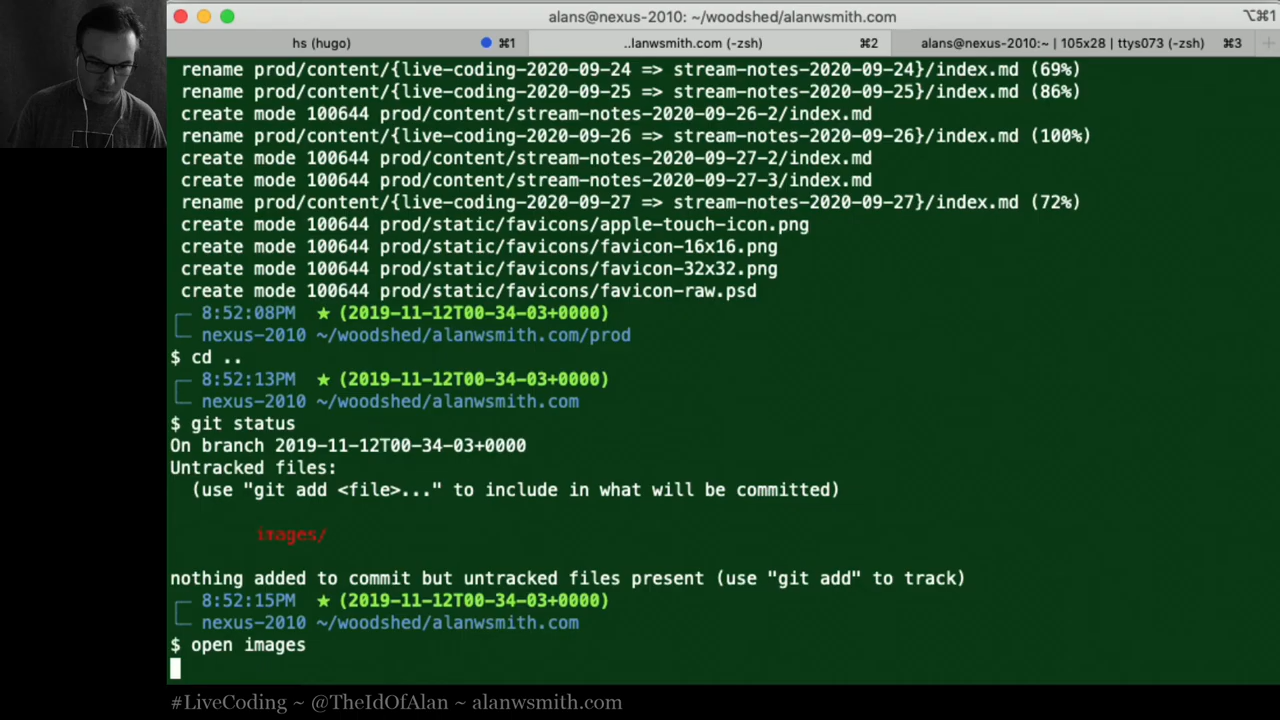 alans@nexus-2010: ~/woodshed/alanwsmith.com
⌥⌘1
hs (hugo)
⌘1
..lanwsmith.com (-zsh)
⌘2
alans@nexus-2010:~ | 105x28 | ttys073 (-zsh)
⌘3
rename prod/content/{live-coding-2020-09-24 => stream-notes-2020-09-24}/index.md (69%)
rename prod/content/{live-coding-2020-09-25 => stream-notes-2020-09-25}/index.md (86%)
create mode 100644 prod/content/stream-notes-2020-09-26-2/index.md
rename prod/content/{live-coding-2020-09-26 => stream-notes-2020-09-26}/index.md (100%)
create mode 100644 prod/content/stream-notes-2020-09-27-2/index.md
create mode 100644 prod/content/stream-notes-2020-09-27-3/index.md
rename prod/content/{live-coding-2020-09-27 => stream-notes-2020-09-27}/index.md (72%)
create mode 100644 prod/static/favicons/apple-touch-icon.png
create mode 100644 prod/static/favicons/favicon-16x16.png
create mode 100644 prod/static/favicons/favicon-32x32.png
create mode 100644 prod/static/favicons/favicon-raw.psd
8:52:08PM ★ (2019-11-12T00-34-03+0000)
nexus-2010 ~/woodshed/alanwsmith.com/prod
$ cd ..
8:52:13PM ★ (2019-11-12T00-34-03+0000)
nexus-2010 ~/woodshed/alanwsmith.com
$ git status
On branch 2019-11-12T00-34-03+0000
Untracked files:
(use "git add <file>..." to include in what will be committed)
images/
nothing added to commit but untracked files present (use "git add" to track)
8:52:15PM ★ (2019-11-12T00-34-03+0000)
nexus-2010 ~/woodshed/alanwsmith.com
$ open images
#LiveCoding ~ @TheIdOfAlan ~ alanwsmith.com